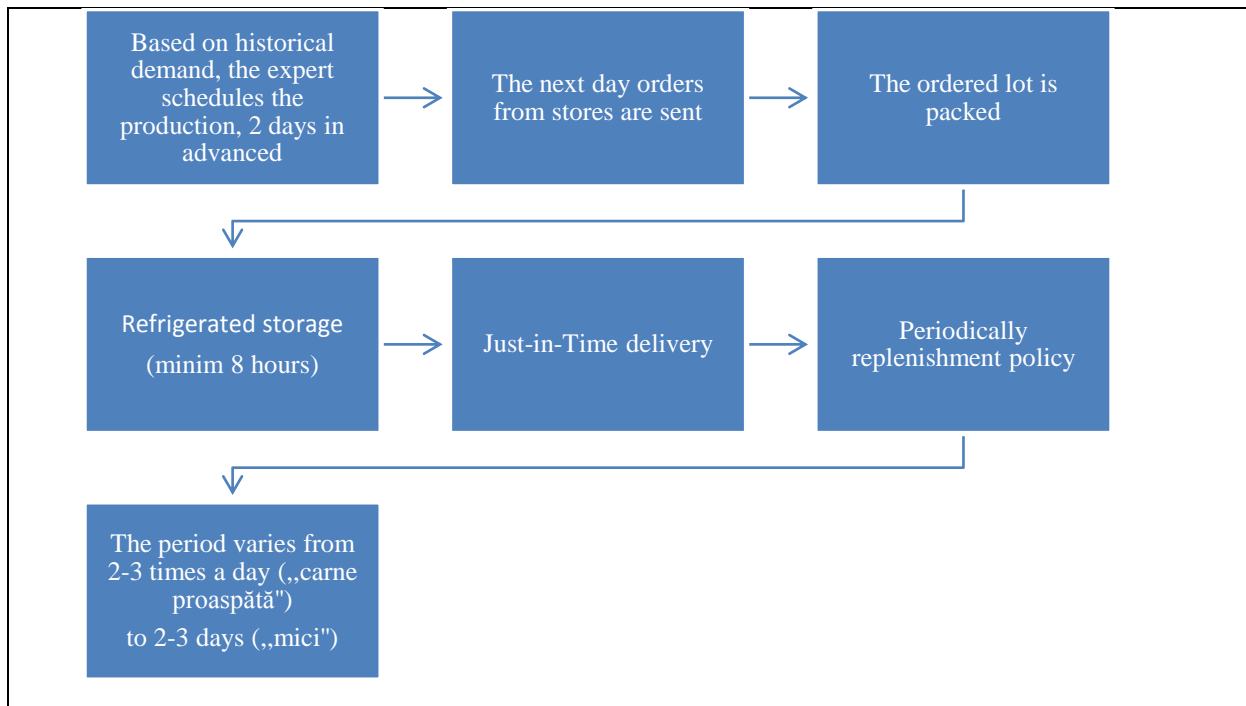 Based on historical
demand, the expert
schedules the
production, 2 days in
advanced
The next day orders
from stores are sent
The ordered lot is
packed
Refrigerated storage
(minim 8 hours)
Just-in-Time delivery
Periodically
replenishment policy
The period varies from
2-3 times a day (,,carne
proaspătă")
to 2-3 days (,,mici")